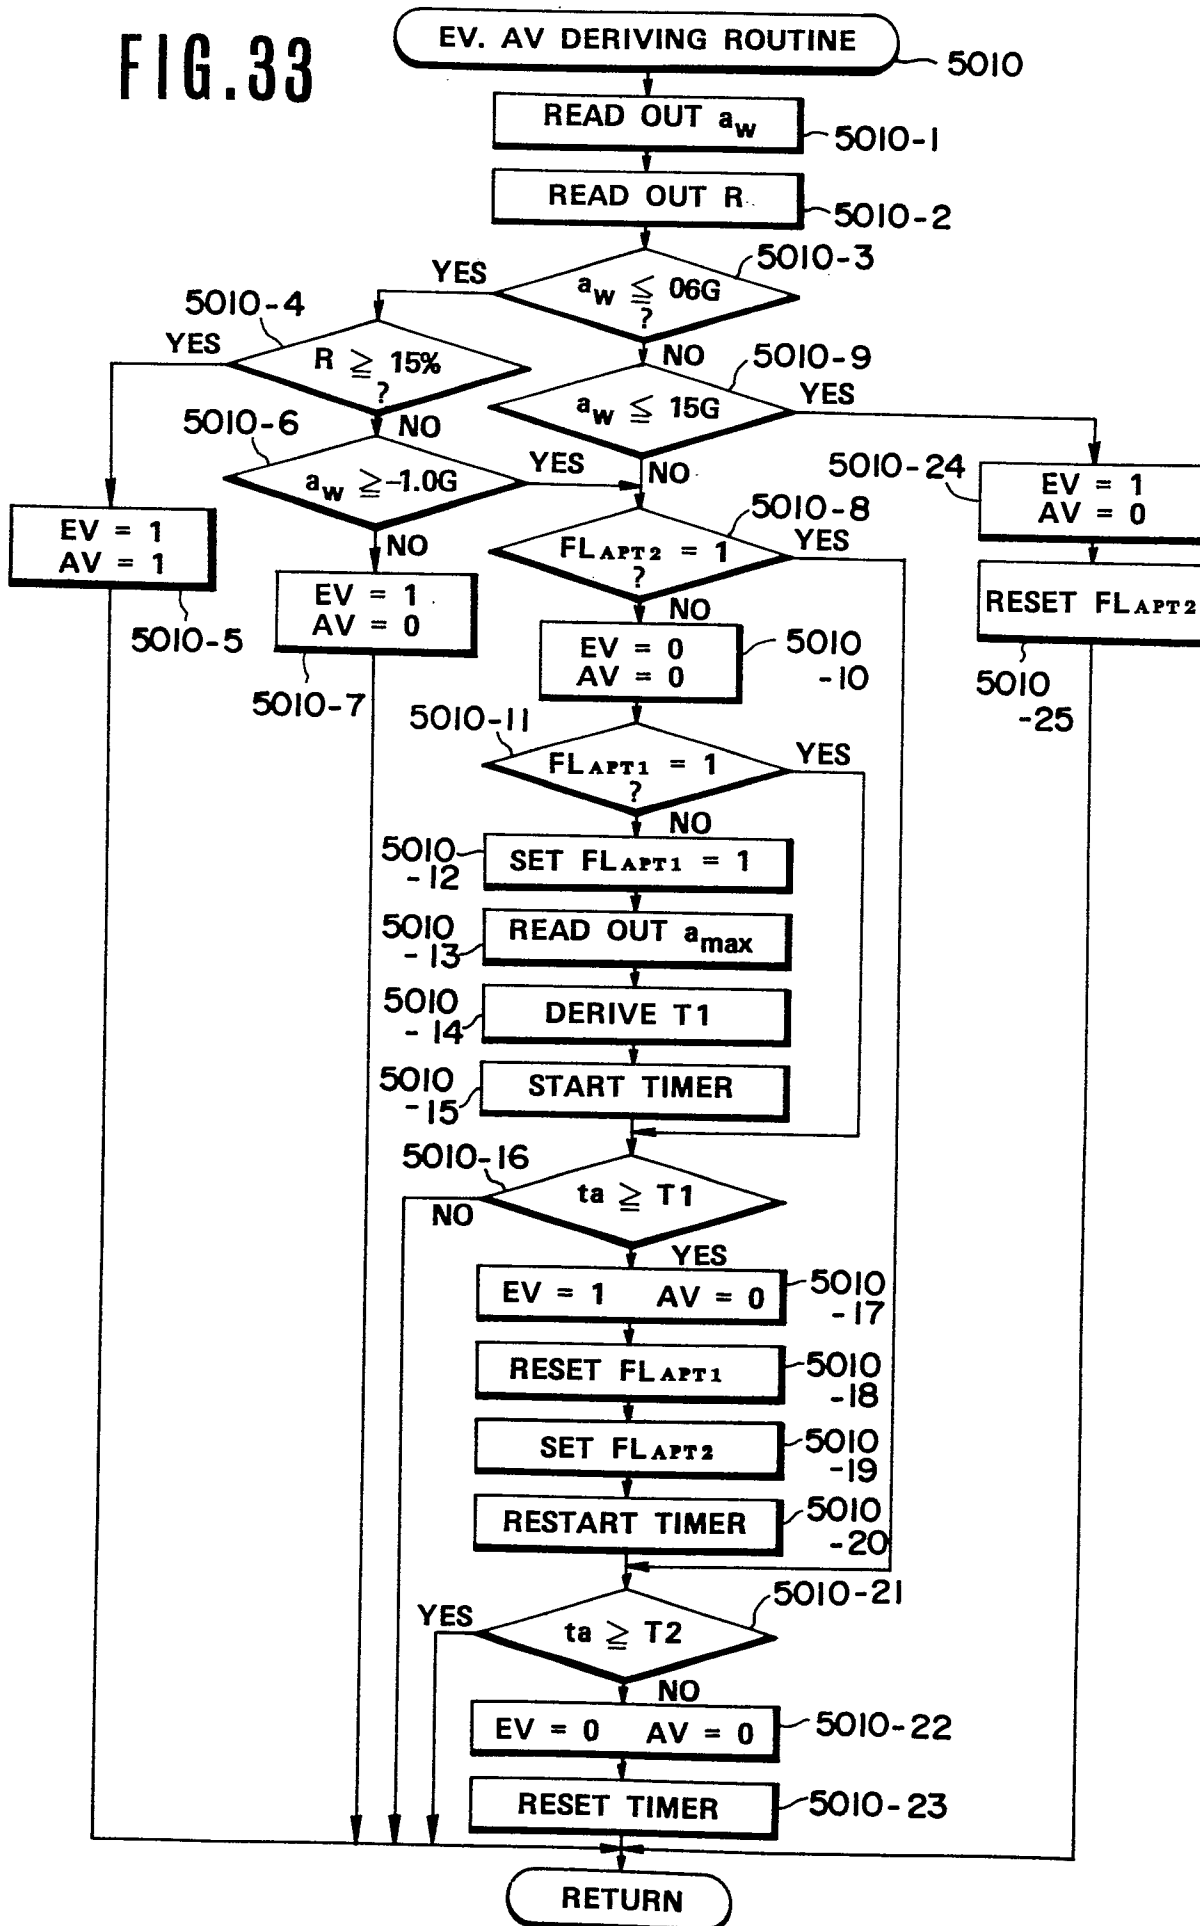 FIG.33
EV. AV DERIVING ROUTINE
5010
READ OUT aw
5010-1
READ OUT R
5010-2
5010-3
YES
aw ≦ 06G
?
NO
5010-4
YES
R ≧ 15%
?
NO
5010-9
YES
aw ≦ 15G
NO
5010-6
YES
aw ≧ -1.0G
NO
5010-24
EV = 1
AV = 0
5010-8
YES
FLAPT2 = 1
?
NO
EV = 1
AV = 1
5010-5
EV = 1
AV = 0
5010-7
RESET FLAPT2
5010
-25
EV = 0
AV = 0
5010
-10
5010-11
YES
FLAPT1 = 1
?
NO
5010
-12
SET FLAPT1 = 1
5010
-13
READ OUT amax
5010
-14
DERIVE T1
5010
-15
START TIMER
5010-16
ta ≧ T1
NO
YES
EV = 1 AV = 0
5010
-17
RESET FLAPT1
5010
-18
SET FLAPT2
5010
-19
RESTART TIMER
5010
-20
5010-21
YES
ta ≧ T2
NO
EV = 0 AV = 0
5010-22
RESET TIMER
5010-23
RETURN